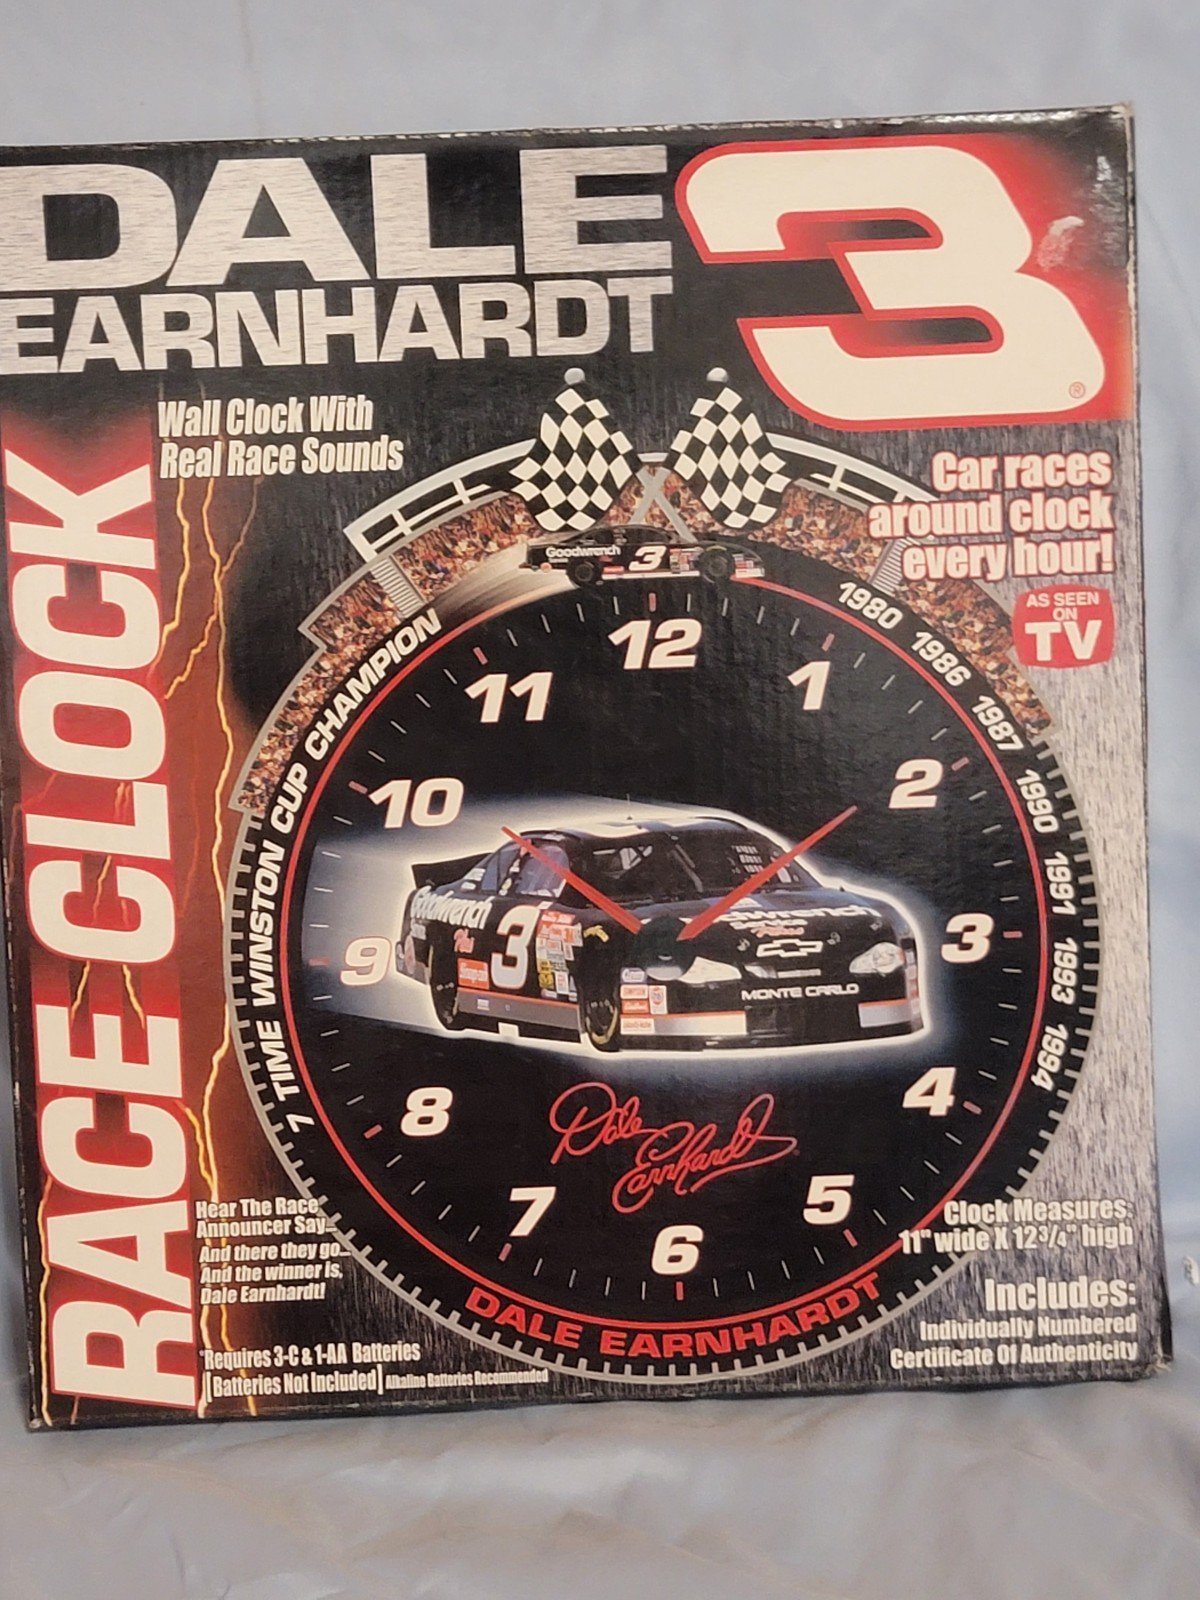 DALE
EARNHARDT
3
®
RACE CLOCK
Wall Clock With
Real Race Sounds
Car races
around clock
every hour!
AS SEEN
ON
TV
7 TIME WINSTON CUP CHAMPION
1980 1986 1987 1990 1991 1993 1994
Goodwrench 3
12
1
2
3
4
5
6
7
8
9
10
11
Goodwrench
Plus
3
Goodwrench
Plus
MONTE CARLO
Dale
Earnhardt
DALE EARNHARDT
Hear The Race
Announcer Say...
And there they go...
And the winner is,
Dale Earnhardt!
*Requires 3-C & 1-AA Batteries
[Batteries Not Included] Alkaline Batteries Recommended
Clock Measures:
11" wide X 12 3/4" high
Includes:
Individually Numbered
Certificate Of Authenticity